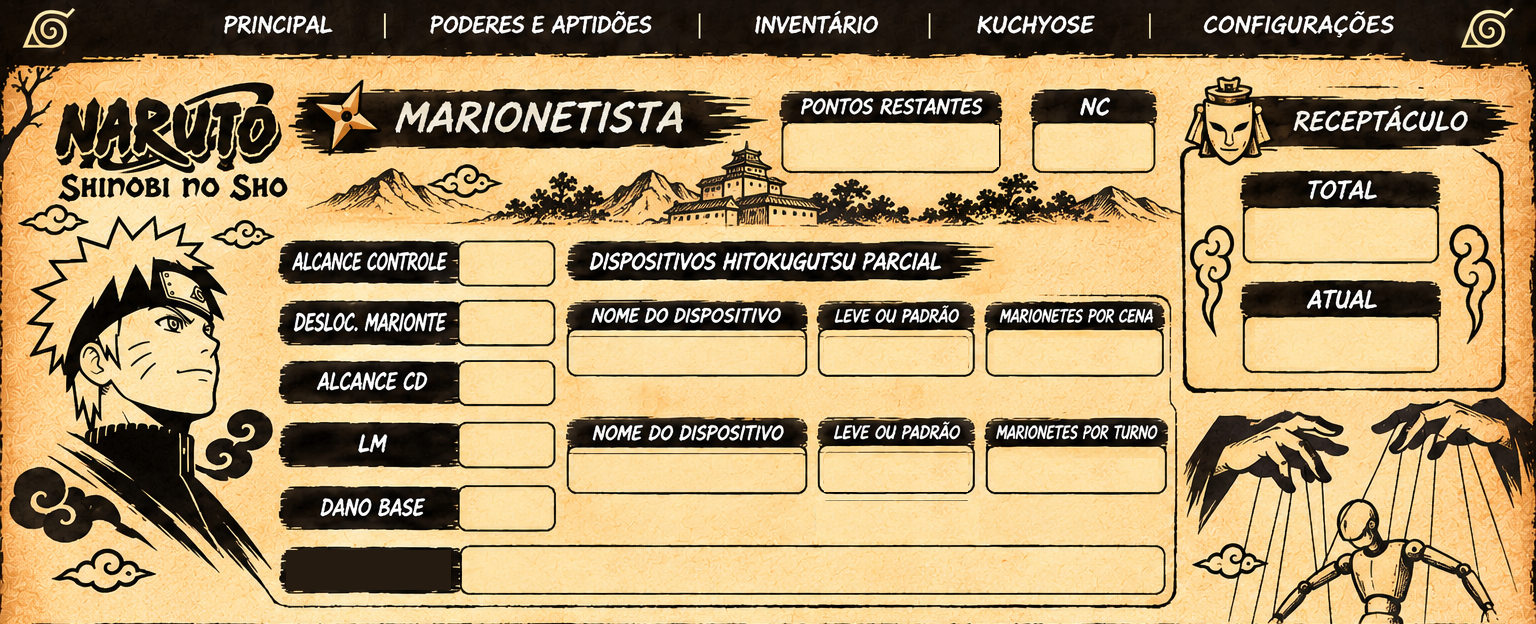 PRINCIPAL
PODERES E APTIDÕES
INVENTÁRIO
KUCHYOSE
CONFIGURAÇÕES
NARUTO
SHINOBI NO SHO
MARIONETISTA
PONTOS RESTANTES
NC
RECEPTÁCULO
TOTAL
ATUAL
ALCANCE CONTROLE
DESLOC. MARIONTE
ALCANCE CD
LM
DANO BASE
DISPOSITIVOS HITOKUGUTSU PARCIAL
NOME DO DISPOSITIVO
LEVE OU PADRÃO
MARIONETES POR CENA
NOME DO DISPOSITIVO
LEVE OU PADRÃO
MARIONETES POR TURNO